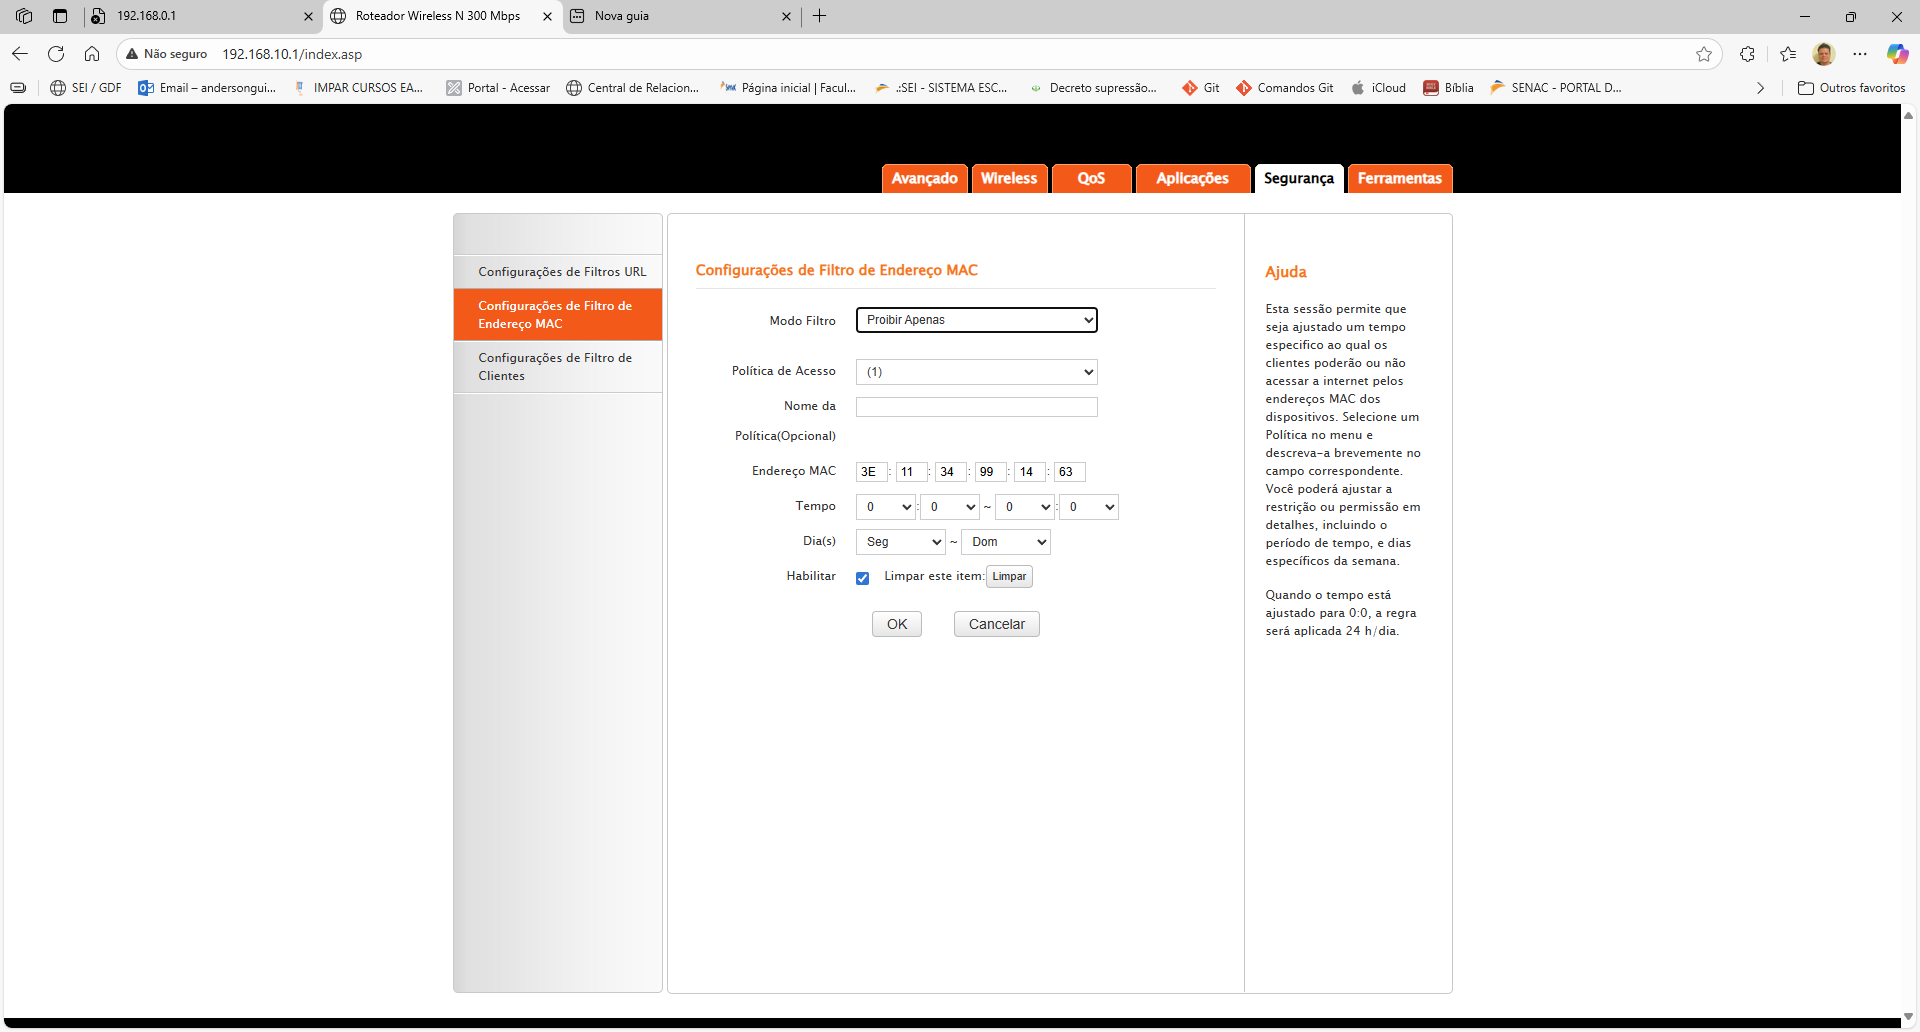 192.168.0.1
Roteador Wireless N 300 Mbps
Nova guia
Não seguro 192.168.10.1/index.asp
SEI / GDF
Email – andersongui...
IMPAR CURSOS EA...
Portal - Acessar
Central de Relacion...
Página inicial | Facul...
.:SEI - SISTEMA ESC...
Decreto supressão...
Git
Comandos Git
iCloud
Bíblia
SENAC - PORTAL D...
Outros favoritos
Avançado
Wireless
QoS
Aplicações
Segurança
Ferramentas
Configurações de Filtros URL
Configurações de Filtro de
Endereço MAC
Configurações de Filtro de
Clientes
Configurações de Filtro de Endereço MAC
Modo Filtro Proibir Apenas
Política de Acesso (1)
Nome da
Política(Opcional)
Endereço MAC 3E : 11 : 34 : 99 : 14 : 63
Tempo 0 : 0 ~ 0 : 0
Dia(s) Seg ~ Dom
Habilitar Limpar este item: Limpar
OK Cancelar
Ajuda
Esta sessão permite que
seja ajustado um tempo
especifico ao qual os
clientes poderão ou não
acessar a internet pelos
endereços MAC dos
dispositivos. Selecione um
Política no menu e
descreva-a brevemente no
campo correspondente.
Você poderá ajustar a
restrição ou permissão em
detalhes, incluindo o
período de tempo, e dias
específicos da semana.
Quando o tempo está
ajustado para 0:0, a regra
será aplicada 24 h/dia.